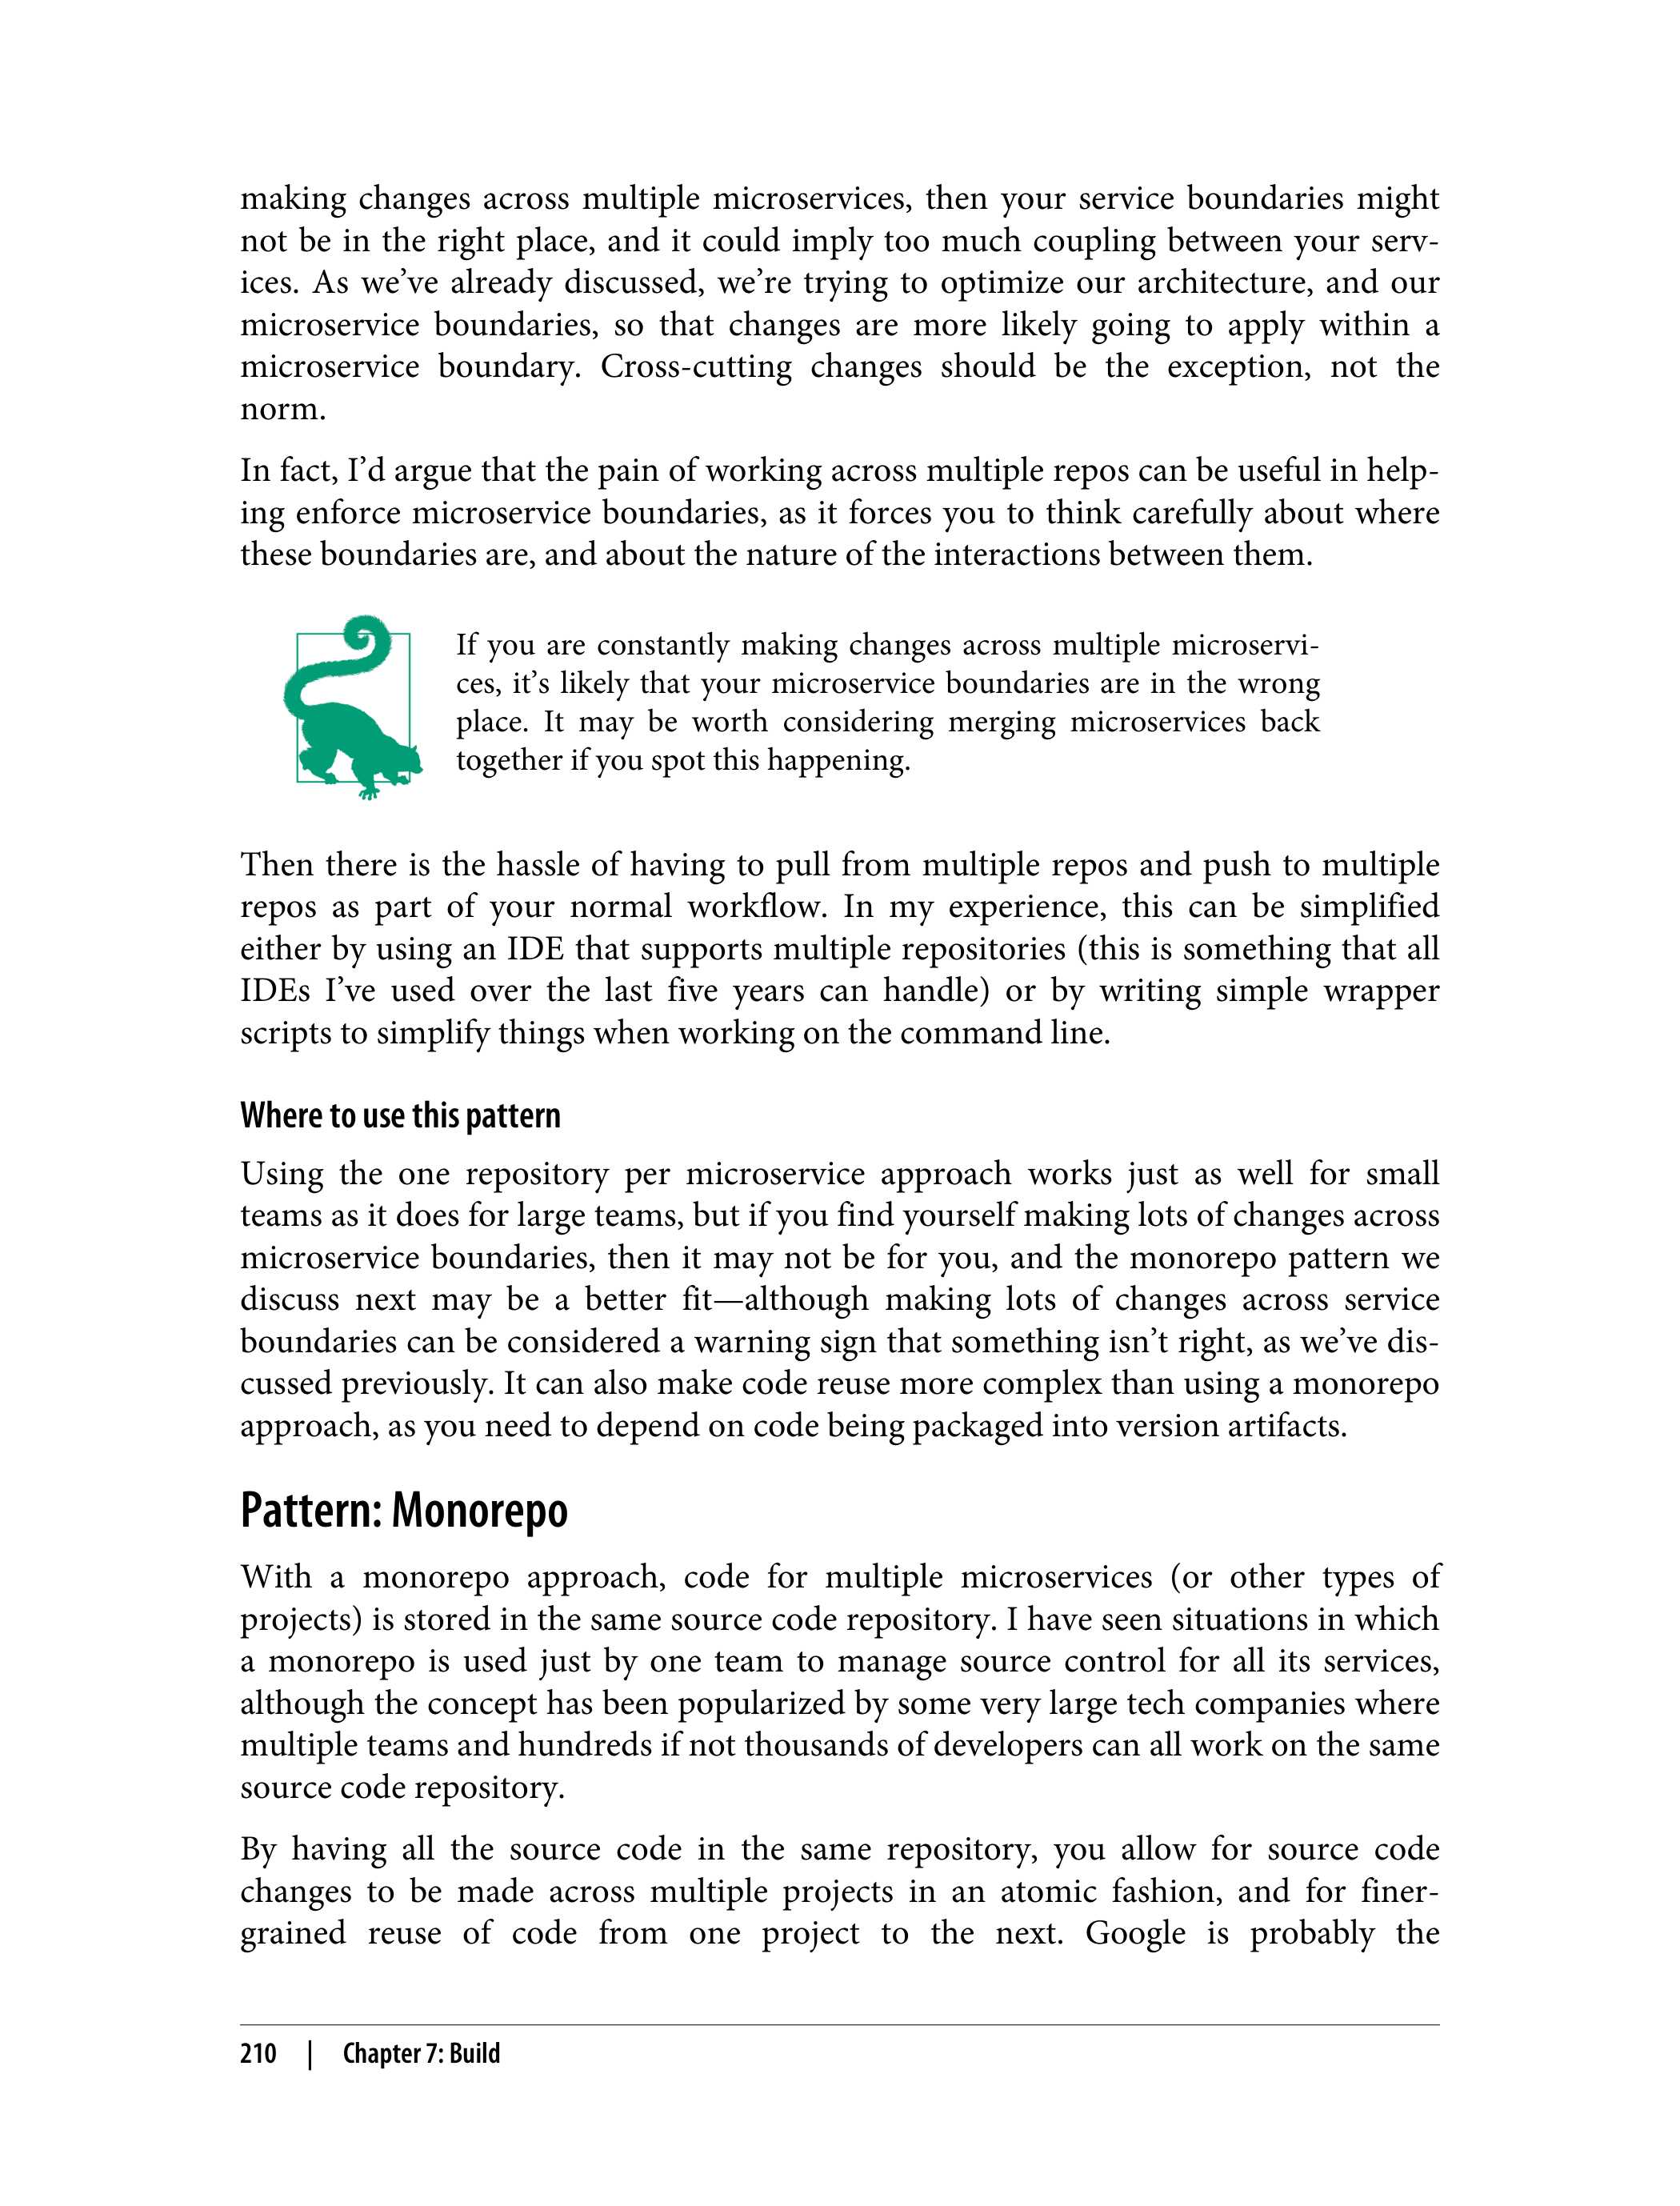 making changes across multiple microservices, then your service boundaries might
not be in the right place, and it could imply too much coupling between your serv-
ices. As we’ve already discussed, we’re trying to optimize our architecture, and our
microservice boundaries, so that changes are more likely going to apply within a
microservice boundary. Cross-cutting changes should be the exception, not the
norm.
In fact, I’d argue that the pain of working across multiple repos can be useful in help-
ing enforce microservice boundaries, as it forces you to think carefully about where
these boundaries are, and about the nature of the interactions between them.
If you are constantly making changes across multiple microservi-
ces, it’s likely that your microservice boundaries are in the wrong
place. It may be worth considering merging microservices back
together if you spot this happening.
Then there is the hassle of having to pull from multiple repos and push to multiple
repos as part of your normal workflow. In my experience, this can be simplified
either by using an IDE that supports multiple repositories (this is something that all
IDEs I’ve used over the last five years can handle) or by writing simple wrapper
scripts to simplify things when working on the command line.
Where to use this pattern
Using the one repository per microservice approach works just as well for small
teams as it does for large teams, but if you find yourself making lots of changes across
microservice boundaries, then it may not be for you, and the monorepo pattern we
discuss next may be a better fit—although making lots of changes across service
boundaries can be considered a warning sign that something isn’t right, as we’ve dis-
cussed previously. It can also make code reuse more complex than using a monorepo
approach, as you need to depend on code being packaged into version artifacts.
Pattern: Monorepo
With a monorepo approach, code for multiple microservices (or other types of
projects) is stored in the same source code repository. I have seen situations in which
a monorepo is used just by one team to manage source control for all its services,
although the concept has been popularized by some very large tech companies where
multiple teams and hundreds if not thousands of developers can all work on the same
source code repository.
By having all the source code in the same repository, you allow for source code
changes to be made across multiple projects in an atomic fashion, and for finer-
grained reuse of code from one project to the next. Google is probably the
210 | Chapter 7: Build